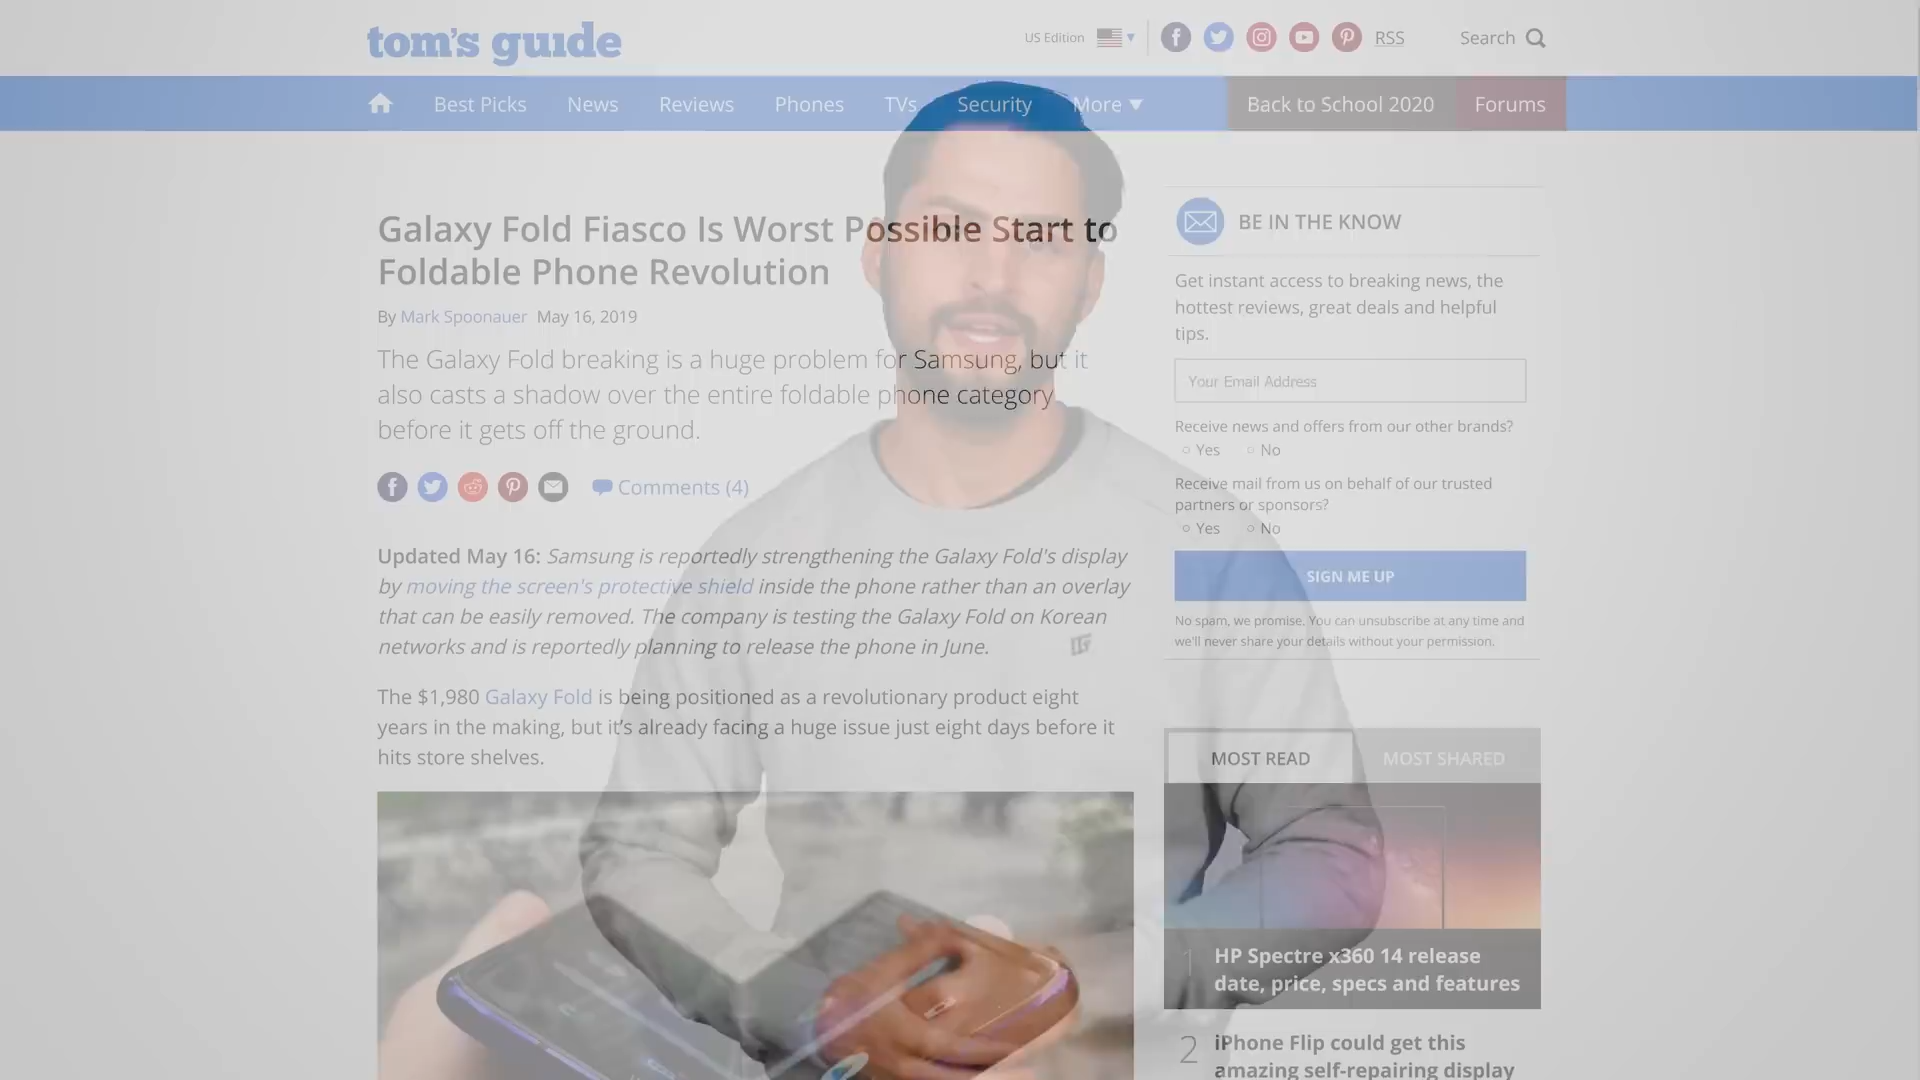 tom's guide
US Edition
RSS
Search
Best Picks
News
Reviews
Phones
TVs
Security
More
Back to School 2020
Forums
Galaxy Fold Fiasco Is Worst Possible Start to
Foldable Phone Revolution
By Mark Spoonauer May 16, 2019
The Galaxy Fold breaking is a huge problem for Samsung, but it
also casts a shadow over the entire foldable phone category
before it gets off the ground.
Comments (4)
Updated May 16: Samsung is reportedly strengthening the Galaxy Fold's display
by moving the screen's protective shield inside the phone rather than an overlay
that can be easily removed. The company is testing the Galaxy Fold on Korean
networks and is reportedly planning to release the phone in June.
The $1,980 Galaxy Fold is being positioned as a revolutionary product eight
years in the making, but it's already facing a huge issue just eight days before it
hits store shelves.
BE IN THE KNOW
Get instant access to breaking news, the
hottest reviews, great deals and helpful
tips.
Your Email Address
Receive news and offers from our other brands?
Yes No
Receive mail from us on behalf of our trusted
partners or sponsors?
Yes No
SIGN ME UP
No spam, we promise. You can unsubscribe at any time and
we'll never share your details without your permission.
MOST READ
MOST SHARED
1
HP Spectre x360 14 release
date, price, specs and features
2
iPhone Flip could get this
amazing self-repairing display